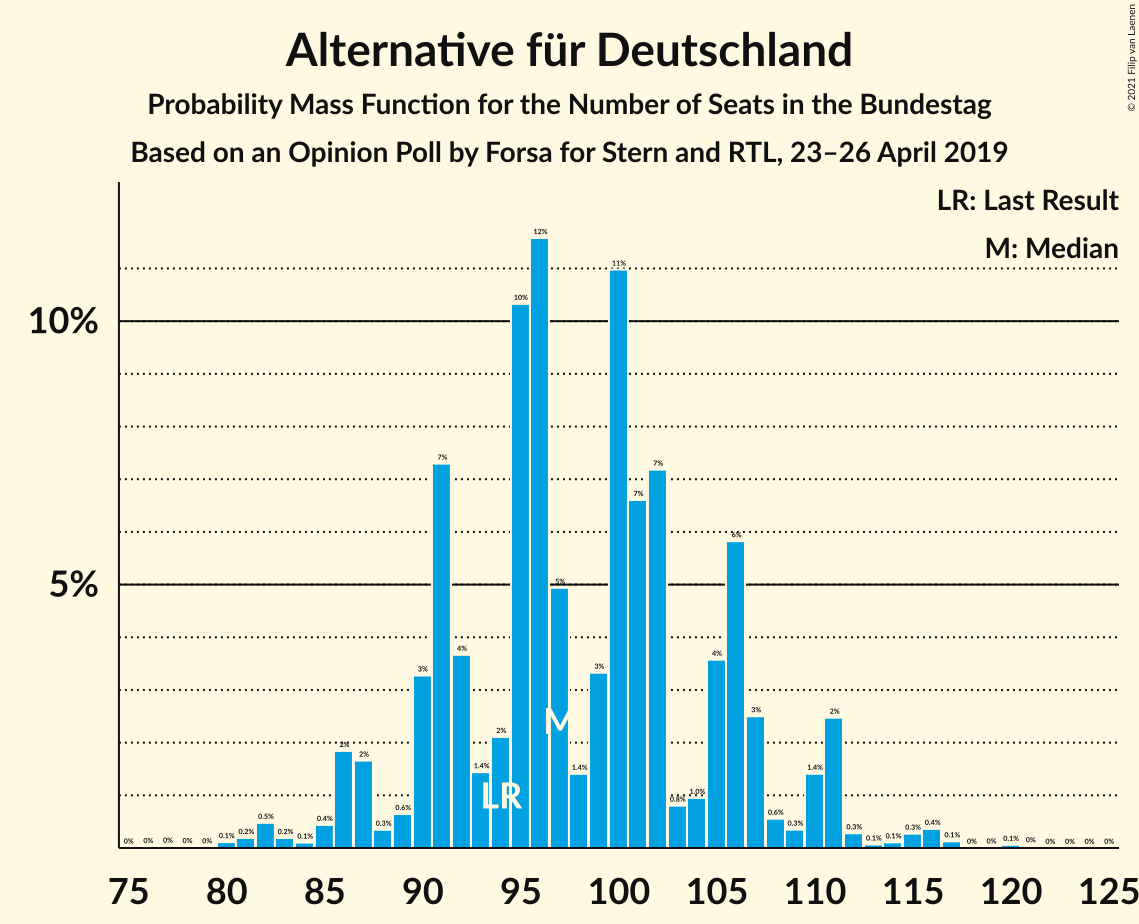 Alternative für Deutschland
Probability Mass Function for the Number of Seats in the Bundestag
Based on an Opinion Poll by Forsa for Stern and RTL, 23–26 April 2019
© 2021 Filip van Laenen
LR: Last Result
M: Median
10%
5%
0% 0% 0% 0% 0% 0.1% 0.2% 0.5% 0.2% 0.1% 0.4% 2% 2% 0.3% 0.6% 3% 7% 4% 1.4% 2% 10% 12% 5% 1.4% 3% 11% 7% 7% 0.8% 1.0% 4% 6% 3% 0.6% 0.3% 1.4% 2% 0.3% 0.1% 0.1% 0.3% 0.4% 0.1% 0% 0% 0.1% 0% 0% 0% 0% 0%
M
LR
75 80 85 90 95 100 105 110 115 120 125